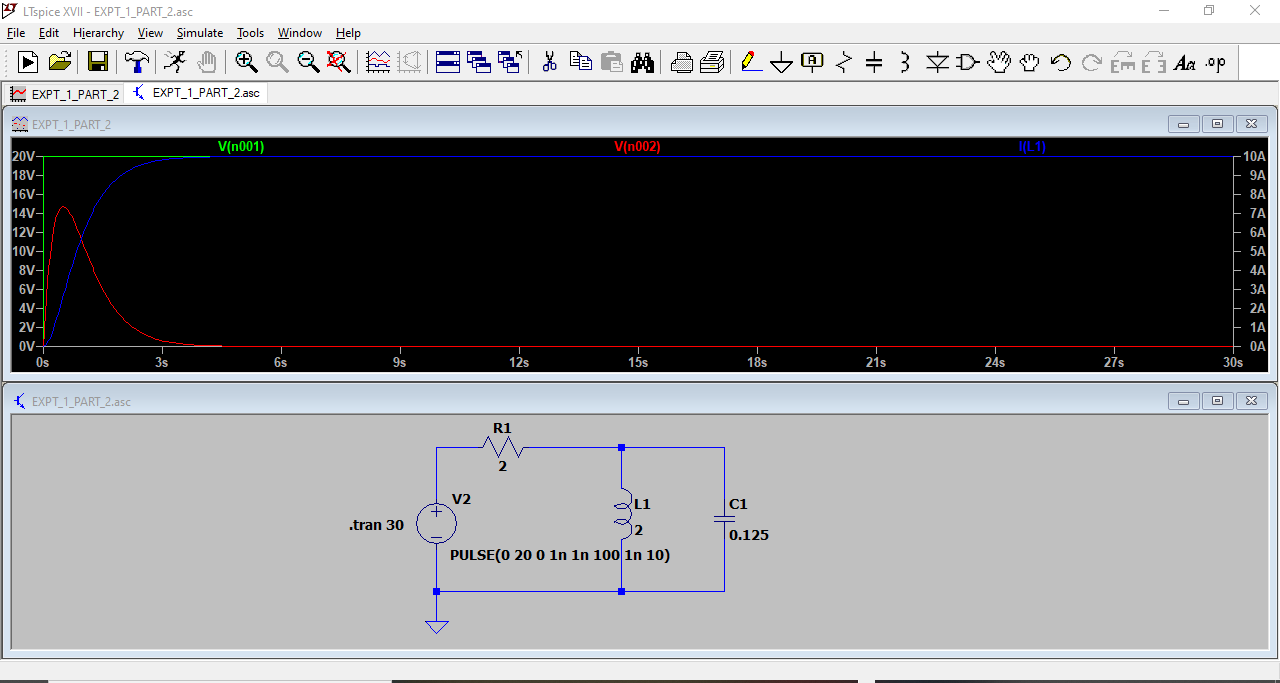 LTspice XVII - EXPT_1_PART_2.asc
File Edit Hierarchy View Simulate Tools Window Help
EXPT_1_PART_2 EXPT_1_PART_2.asc
EXPT_1_PART_2
V(n001) V(n002) I(L1)
20V 10A
18V 9A
16V 8A
14V 7A
12V 6A
10V 5A
8V 4A
6V 3A
4V 2A
2V 1A
0V 0A
0s 3s 6s 9s 12s 15s 18s 21s 24s 27s 30s
EXPT_1_PART_2.asc
R1
2
V2
L1
C1
.tran 30
2
0.125
PULSE(0 20 0 1n 1n 100 1n 10)